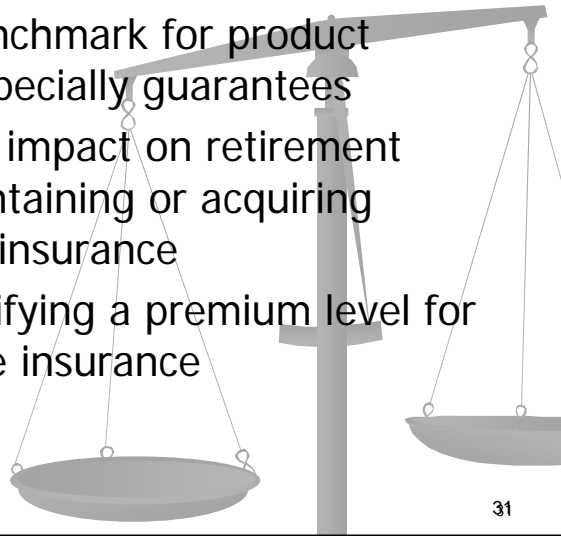 nchmark for product
pecially guarantees
impact on retirement
ntaining or acquiring
insurance
ifying a premium level for
e insurance
31